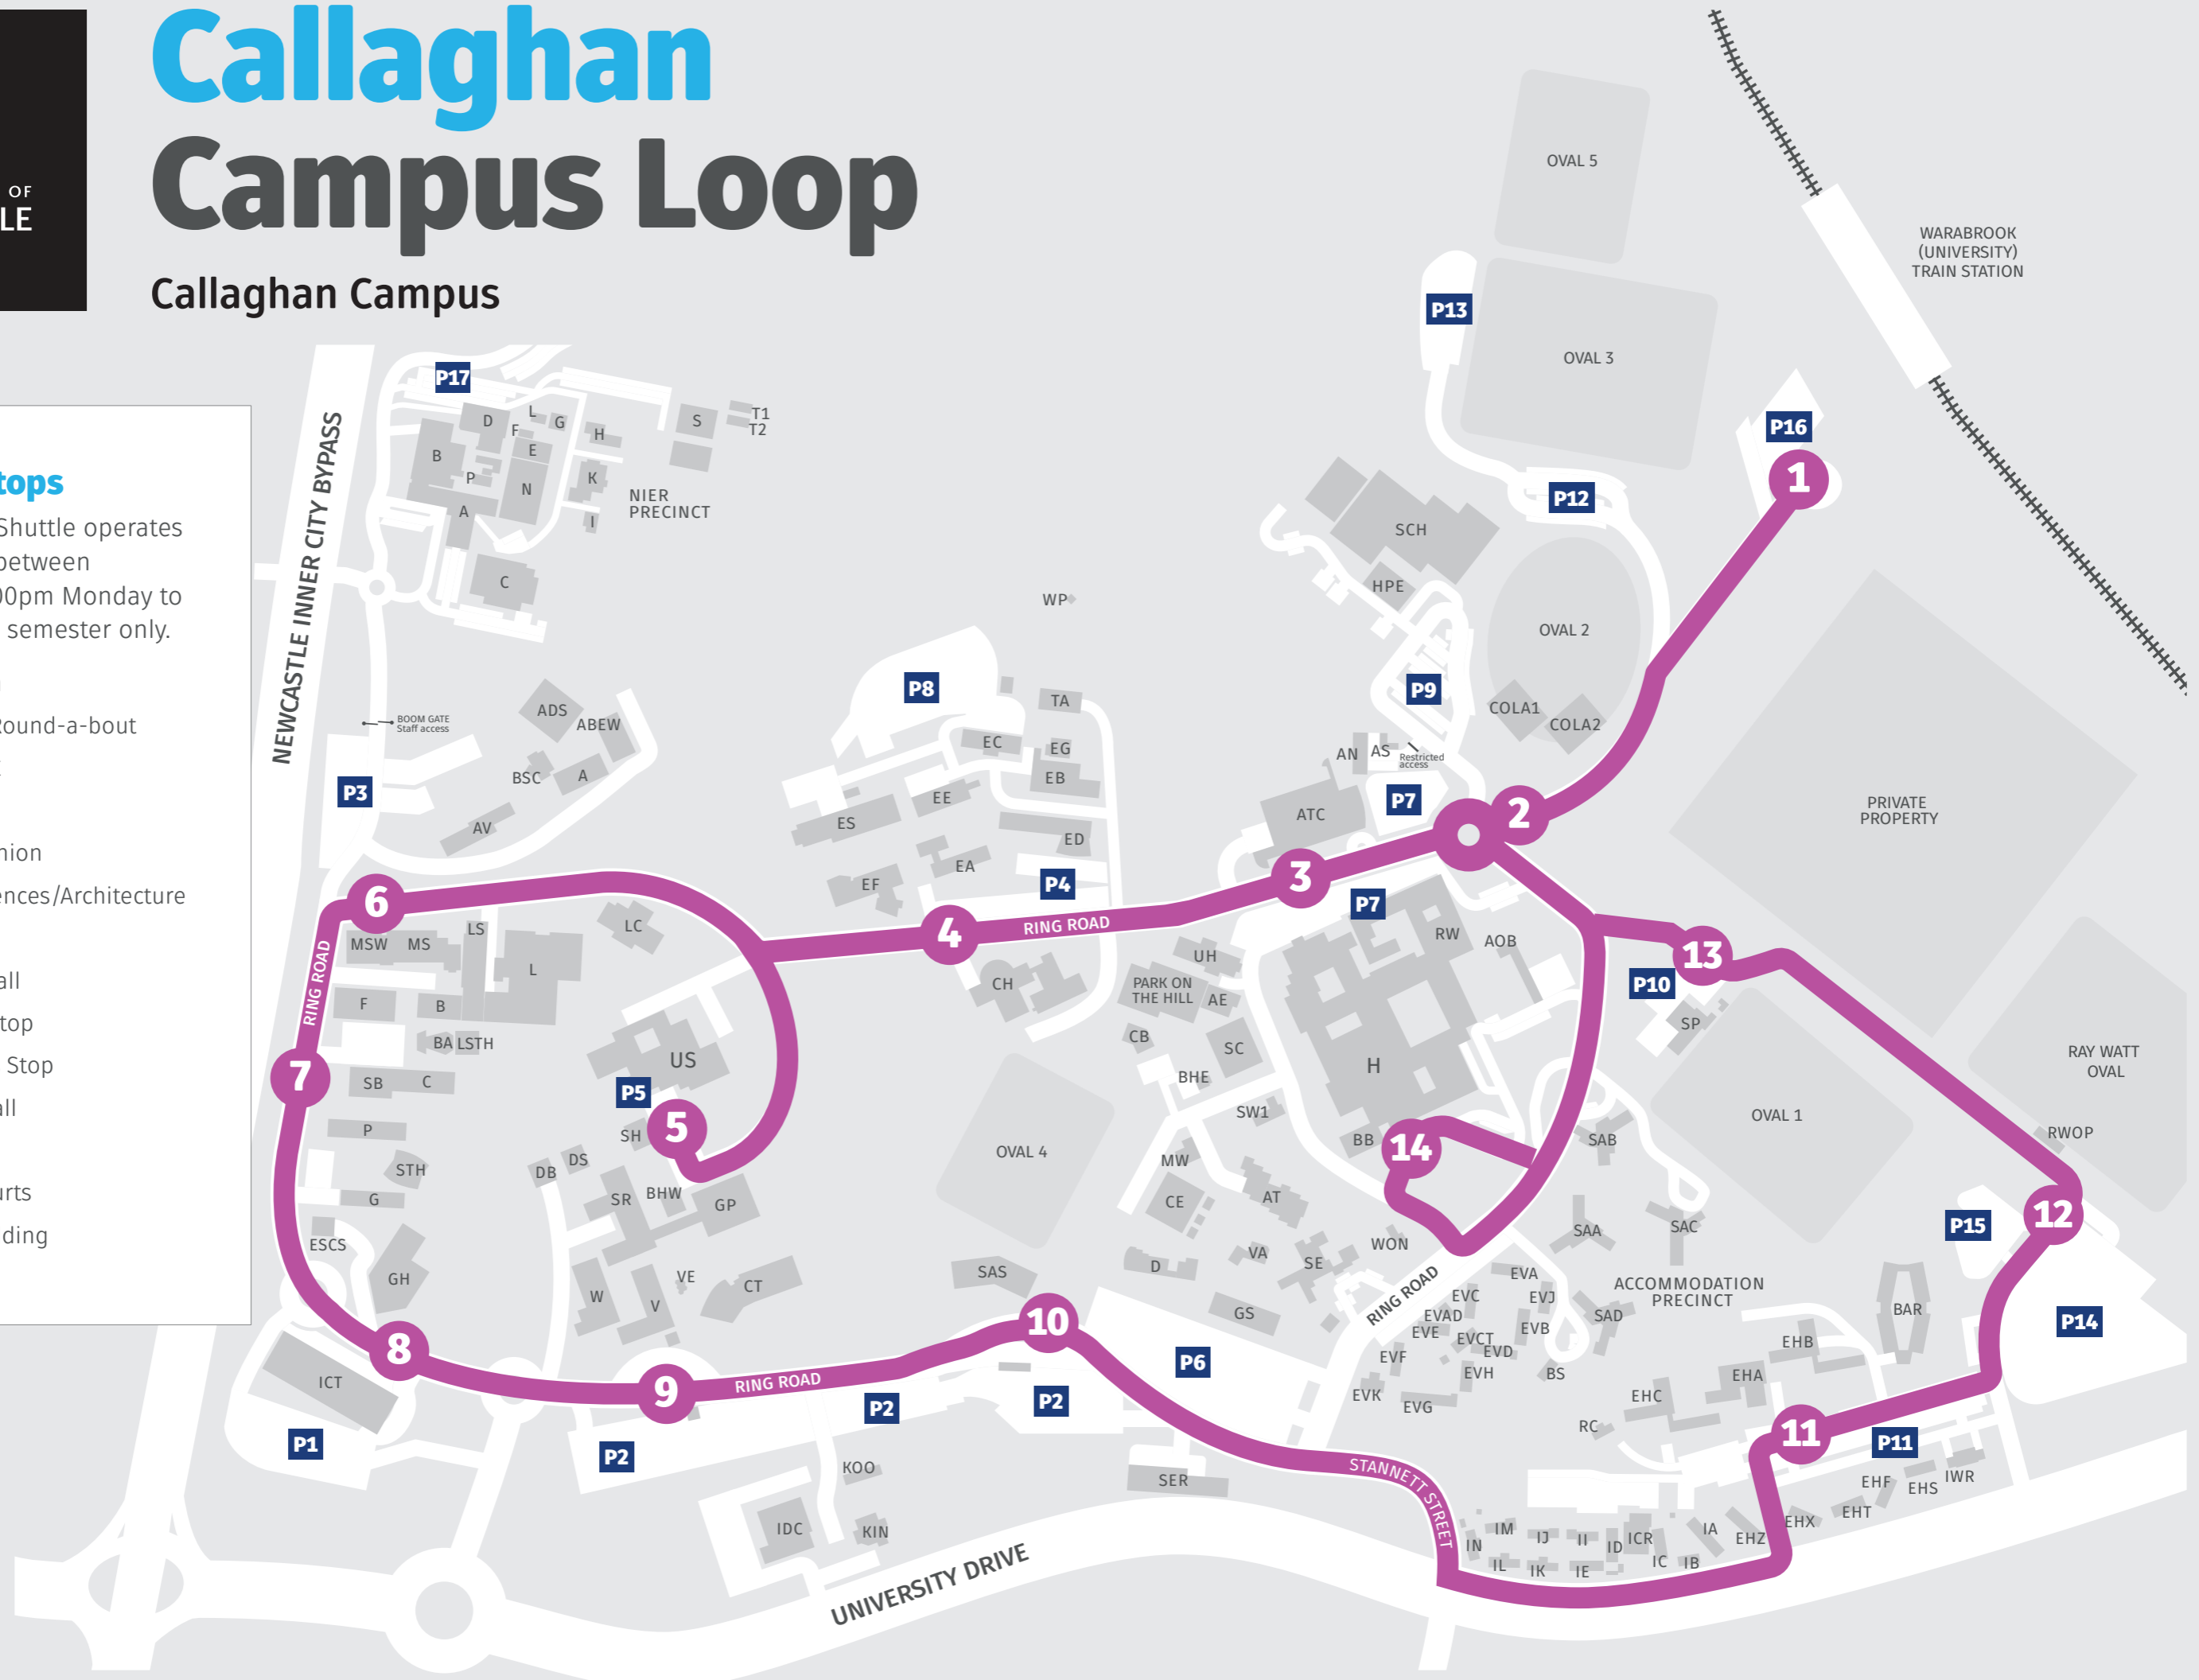 OF
LE
Callaghan
Campus Loop
Callaghan Campus
tops
Shuttle operates
between
00pm Monday to
semester only.
Round-a-bout
nion
ences/Architecture
all
top
Stop
all
urts
ding
NEWCASTLE INNER CITY BYPASS
P17
D
L
F
G
H
E
B
P
N
K
A
I
C
S
T1
T2
NIER
PRECINCT
BOOM GATE
Staff access
P3
ADS
ABEW
BSC
A
AV
WP
P8
TA
EC
EG
EB
EE
ES
ED
EA
EF
P4
OVAL 5
P13
OVAL 3
WARABROOK
(UNIVERSITY)
TRAIN STATION
P16
1
P12
SCH
HPE
OVAL 2
P9
COLA1
COLA2
AN
AS
Restricted
access
P7
ATC
2
3
PRIVATE
PROPERTY
6
RING ROAD
MSW
MS
LS
L
LC
F
B
BA
LSTH
7
SB
C
P
STH
G
ESCS
GH
4
RING ROAD
CH
US
P5
5
SH
DS
DB
SR
BHW
GP
W
V
VE
CT
UH
PARK ON
THE HILL
AE
CB
SC
BHE
SW1
OVAL 4
MW
CE
AT
D
VA
SE
GS
SAS
P7
RW
AOB
H
BB
14
WON
RING ROAD
13
P10
SP
OVAL 1
RAY WATT
OVAL
RWOP
12
P15
P14
SAB
SAA
SAC
SAD
ACCOMMODATION
PRECINCT
EVA
EVC
EVJ
EVAD
EVE
EVB
EVCT
EVD
EVF
EVH
EVK
EVG
BS
BAR
EHB
EHA
EHC
RC
11
P11
EHF
EHS
IWR
EHT
EHX
EHZ
8
ICT
P1
9
RING ROAD
P2
P2
P2
10
P6
STANNETT STREET
KOO
KIN
IDC
SER
UNIVERSITY DRIVE
IN
IM
IJ
II
ID
ICR
IA
IL
IK
IE
IC
IB